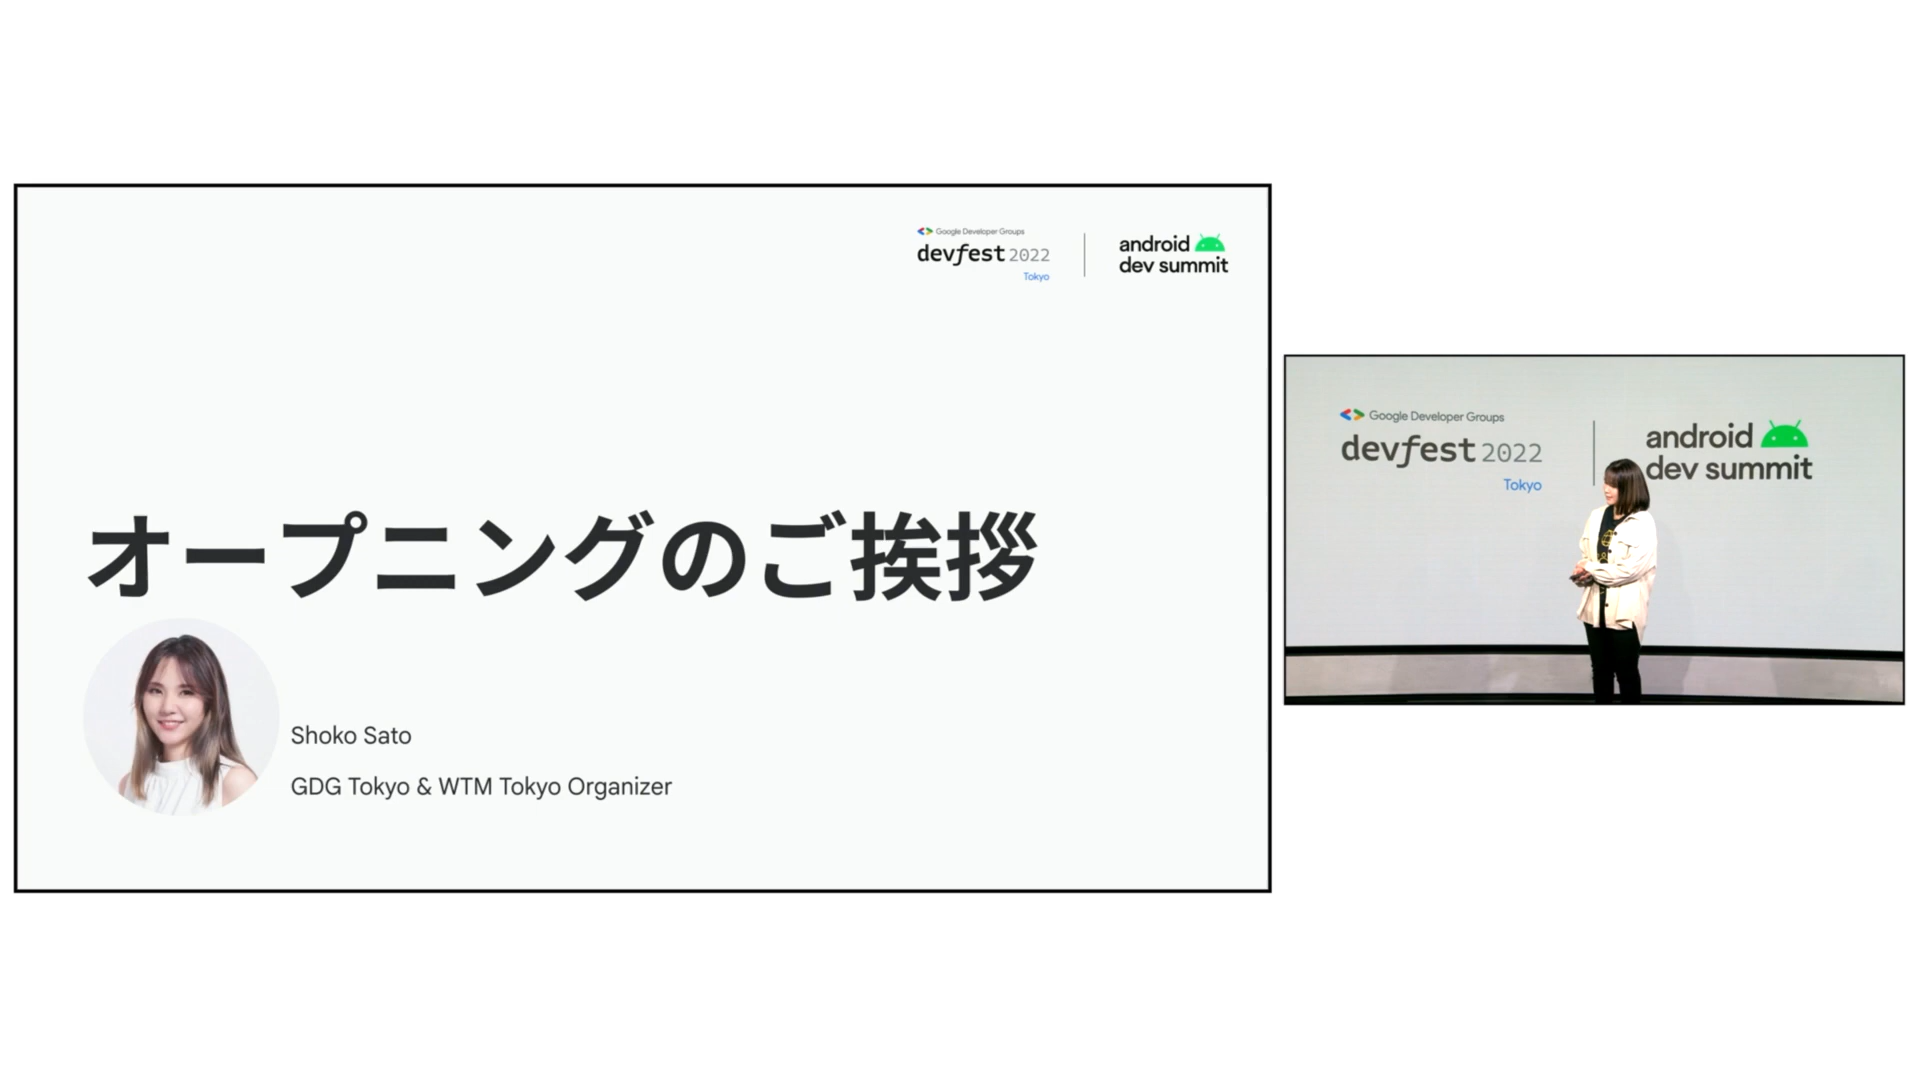 Google Developer Groups
devfest 2022
Tokyo
android
dev summit
オープニングのご挨拶
Shoko Sato
GDG Tokyo & WTM Tokyo Organizer
Google Developer Groups
devfest 2022
Tokyo
android
dev summit